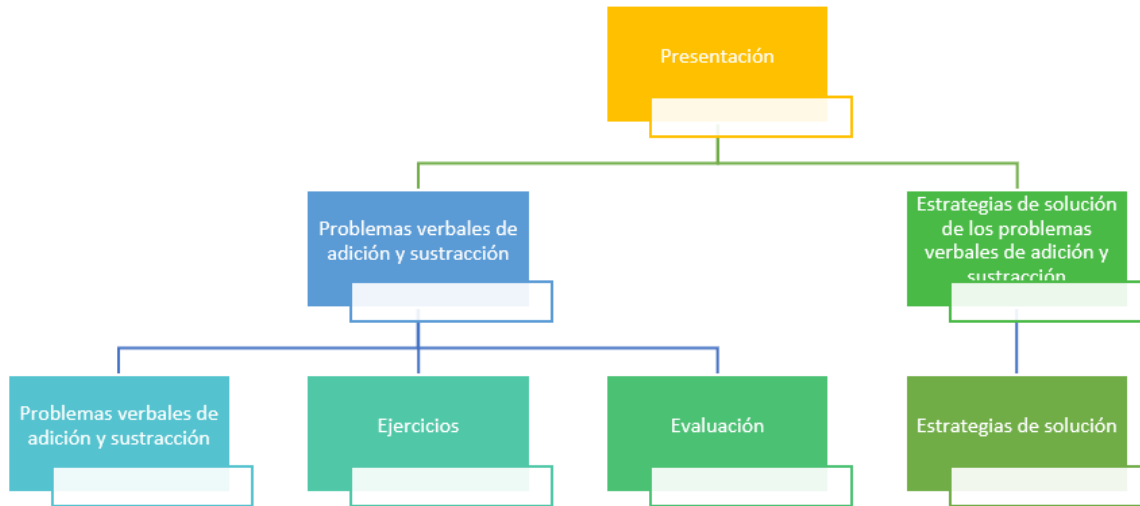 Presentación
Problemas verbales de
adición y sustracción
Estrategias de solución
de los problemas
verbales de adición y
sustracción
Problemas verbales de
adición y sustracción
Ejercicios
Evaluación
Estrategias de solución